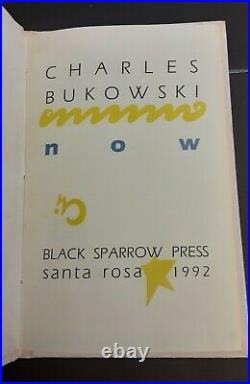 CHARLES
BUKOWSKI
now
BLACK SPARROW PRESS
santa rosa 1992